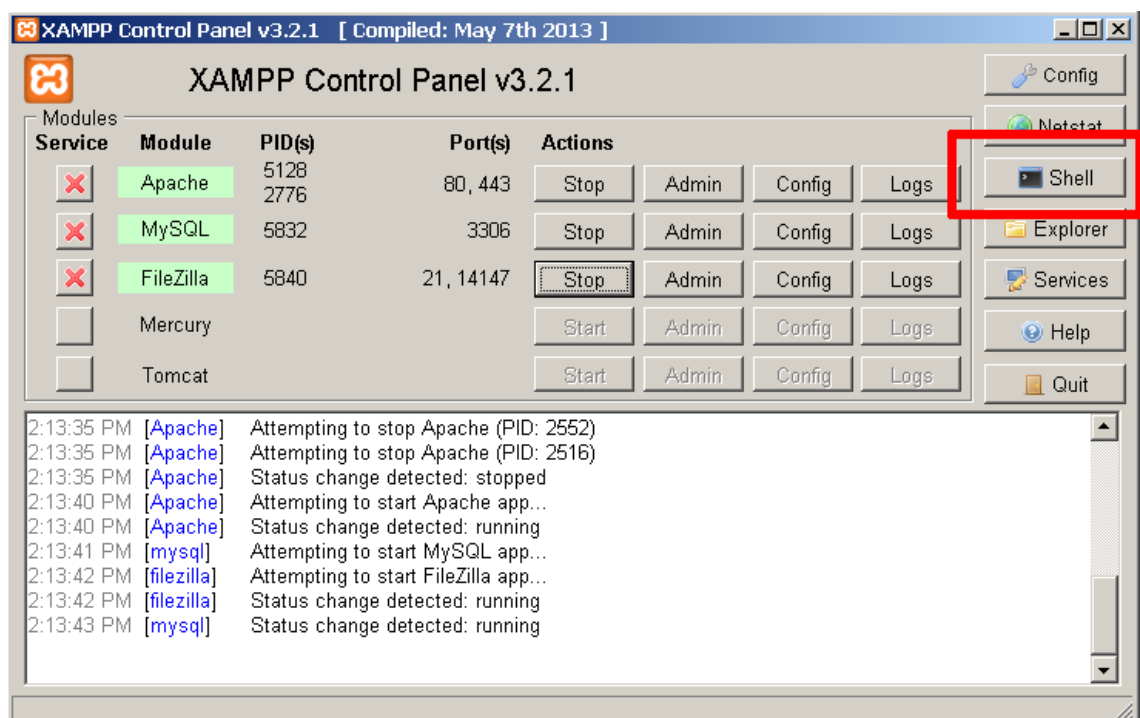 XAMPP Control Panel v3.2.1 [ Compiled: May 7th 2013 ]
XAMPP Control Panel v3.2.1
Config
Modules
Netstat
Service Module PID(s) Port(s) Actions
Apache 5128 2776 80, 443 Stop Admin Config Logs
Shell
MySQL 5832 3306 Stop Admin Config Logs
Explorer
FileZilla 5840 21, 14147 Stop Admin Config Logs
Services
Mercury Start Admin Config Logs
Help
Tomcat Start Admin Config Logs
Quit
2:13:35 PM [Apache] Attempting to stop Apache (PID: 2552)
2:13:35 PM [Apache] Attempting to stop Apache (PID: 2516)
2:13:35 PM [Apache] Status change detected: stopped
2:13:40 PM [Apache] Attempting to start Apache app...
2:13:40 PM [Apache] Status change detected: running
2:13:41 PM [mysql] Attempting to start MySQL app...
2:13:42 PM [filezilla] Attempting to start FileZilla app...
2:13:42 PM [filezilla] Status change detected: running
2:13:43 PM [mysql] Status change detected: running